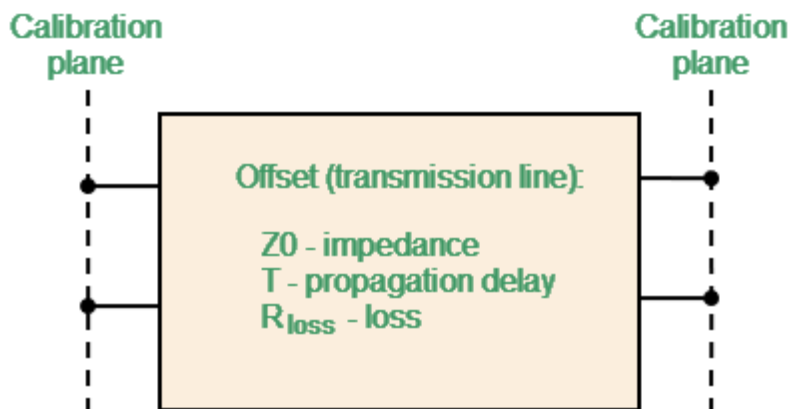 Calibration
plane
Calibration
plane
Offset (transmission line):
Z0 - impedance
T - propagation delay
Rloss - loss